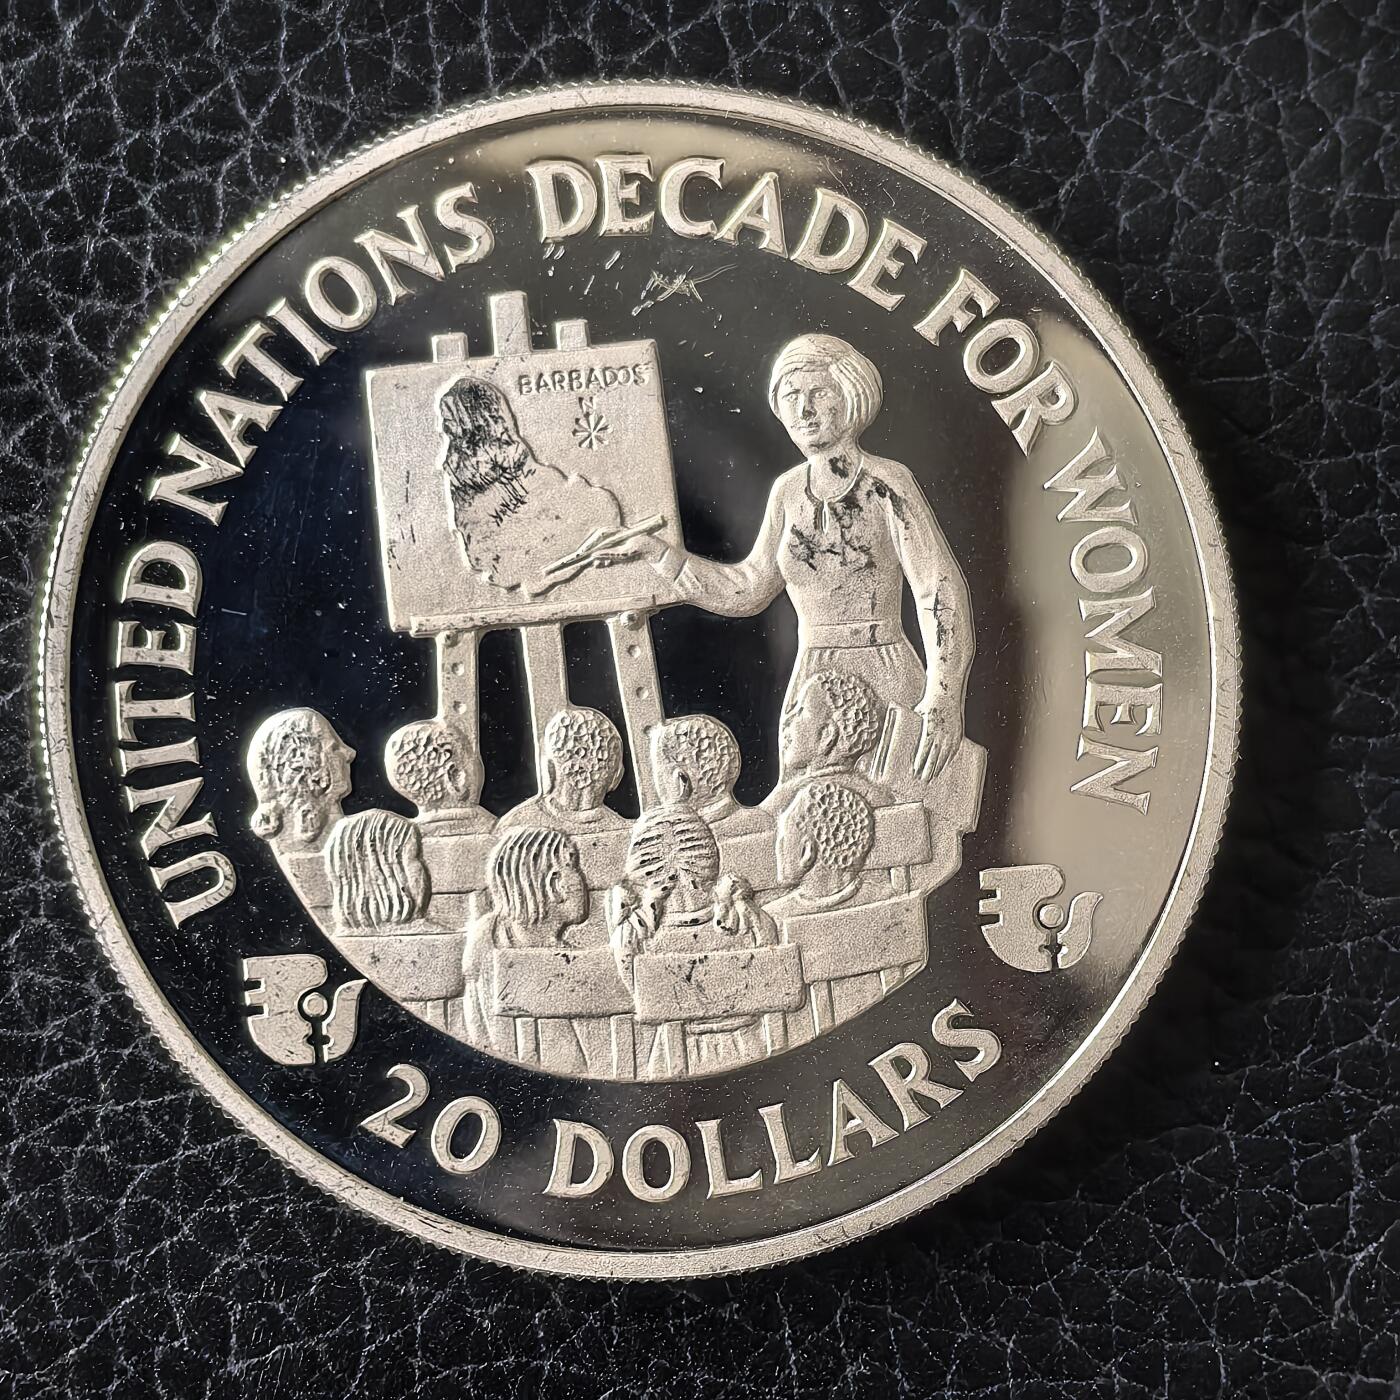 UNITED NATIONS DECADE FOR WOMEN
BARBADOS
N
20 DOLLARS